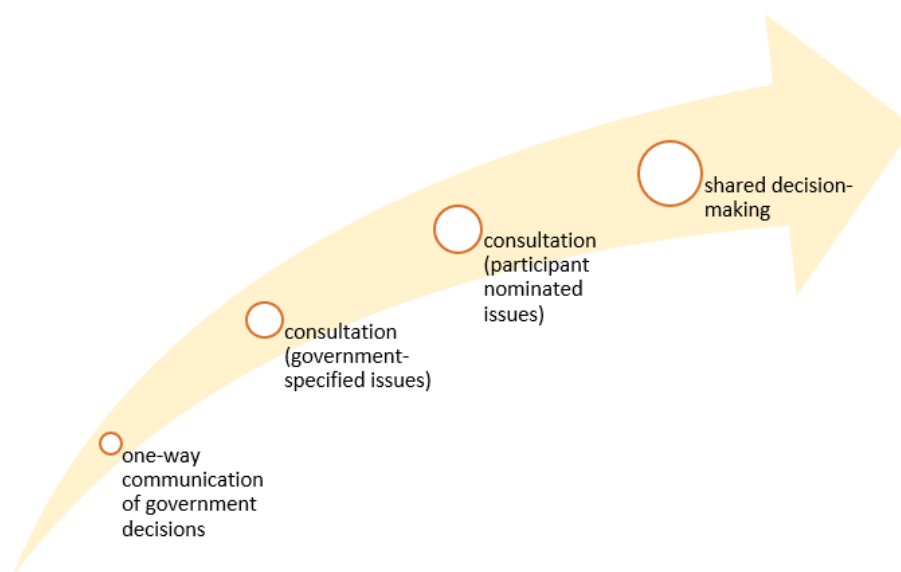 one-way
communication
of government
decisions
consultation
(government-
specified issues)
consultation
(participant
nominated
issues)
shared decision-
making